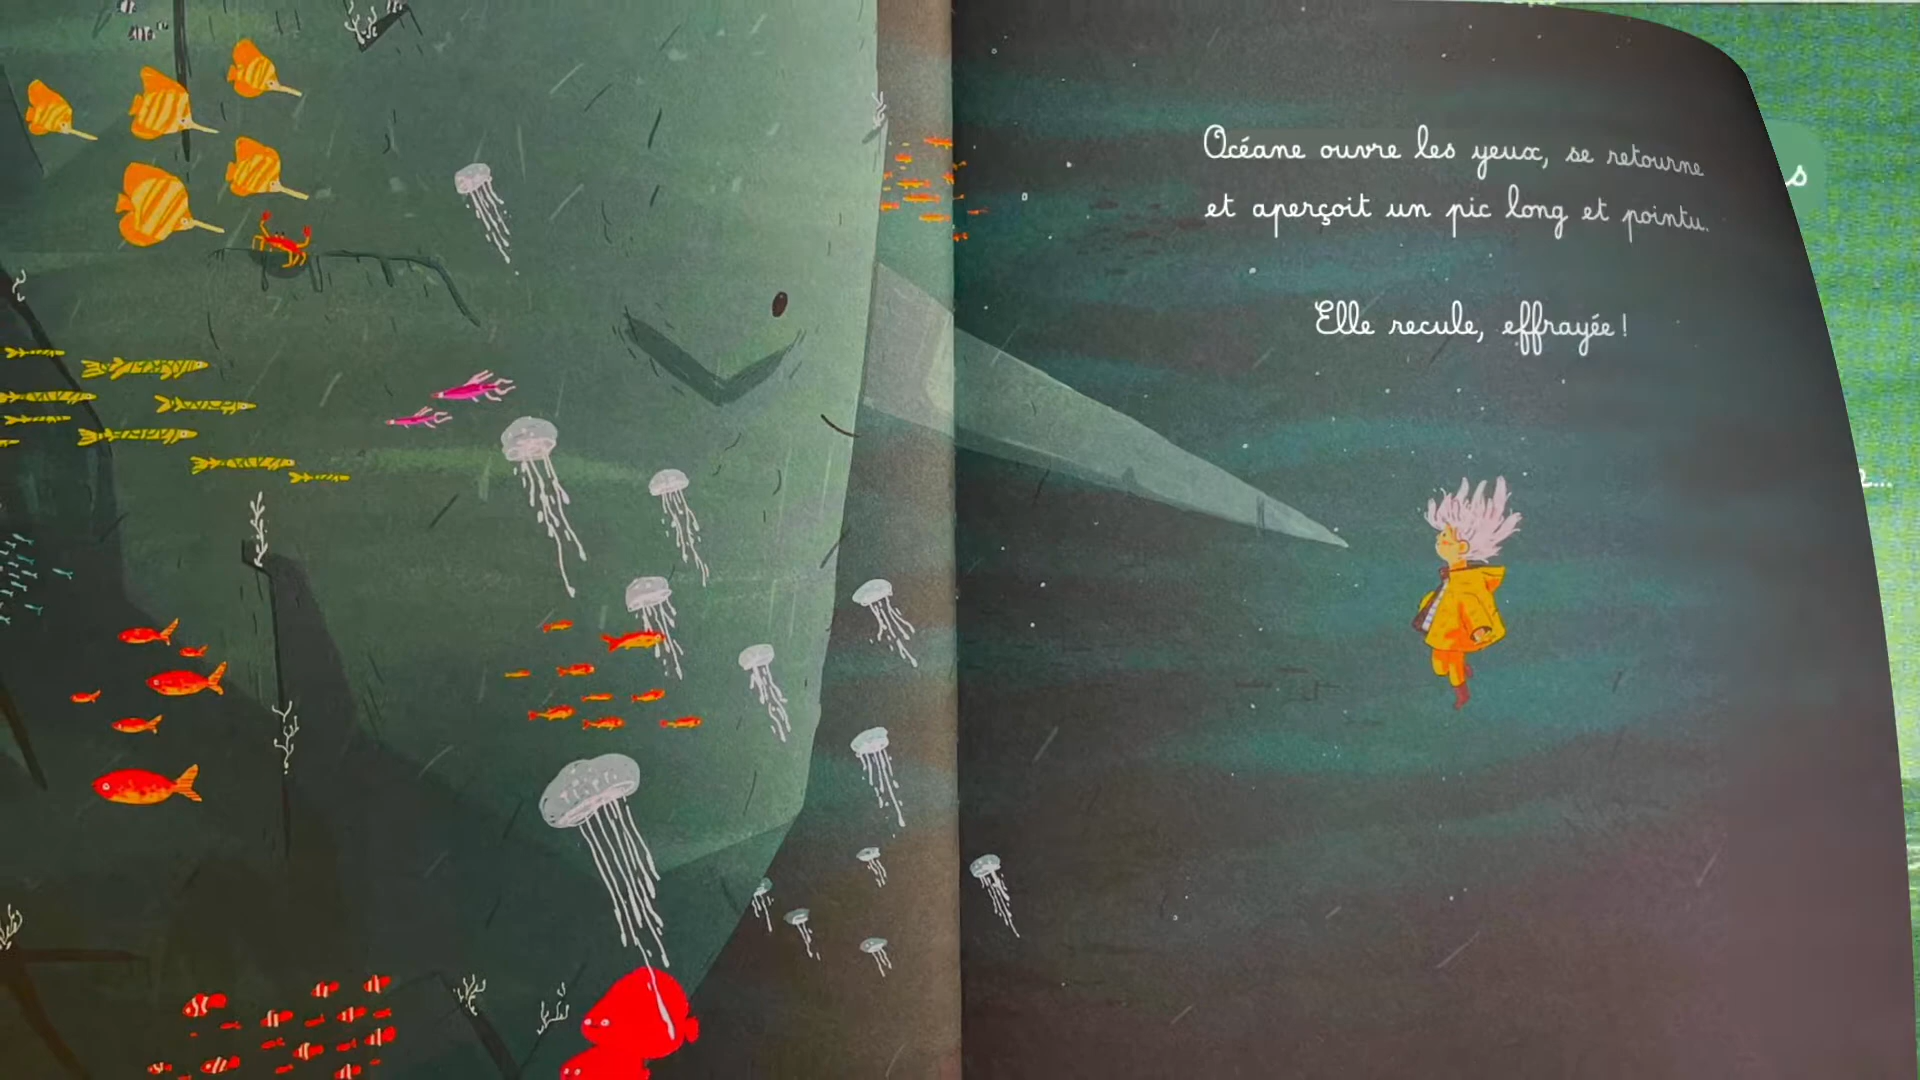 Océane ouvre les yeux, se retourne
et aperçoit un pic long et pointu.
Elle recule, effrayée !